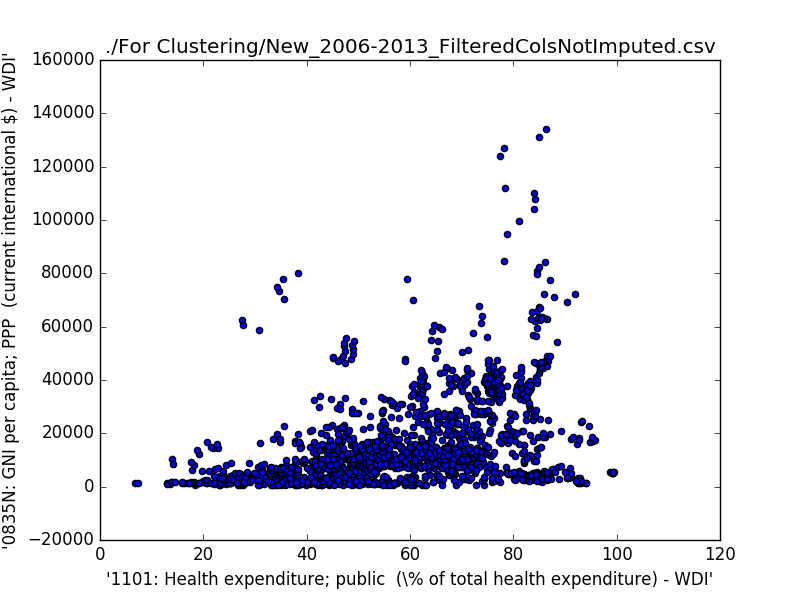 ./For Clustering/New_2006-2013_FilteredColsNotImputed.csv
160000
140000
120000
100000
80000
60000
40000
20000
0
−20000
0 20 40 60 80 100 120
'0835N: GNI per capita; PPP  (current international $) - WDI'
'1101: Health expenditure; public  (\% of total health expenditure) - WDI'